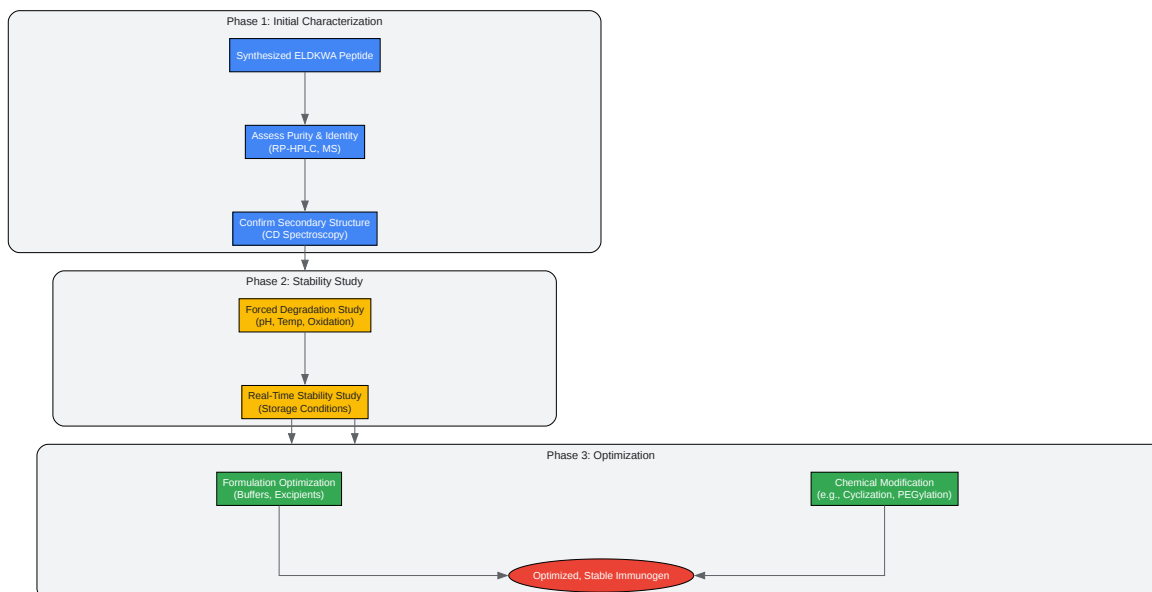 Phase 1: Initial Characterization
Synthesized ELDKWA Peptide
Assess Purity & Identity
(RP-HPLC, MS)
Confirm Secondary Structure
(CD Spectroscopy)
Phase 2: Stability Study
Forced Degradation Study
(pH, Temp, Oxidation)
Real-Time Stability Study
(Storage Conditions)
Phase 3: Optimization
Formulation Optimization
(Buffers, Excipients)
Chemical Modification
(e.g., Cyclization, PEGylation)
Optimized, Stable Immunogen